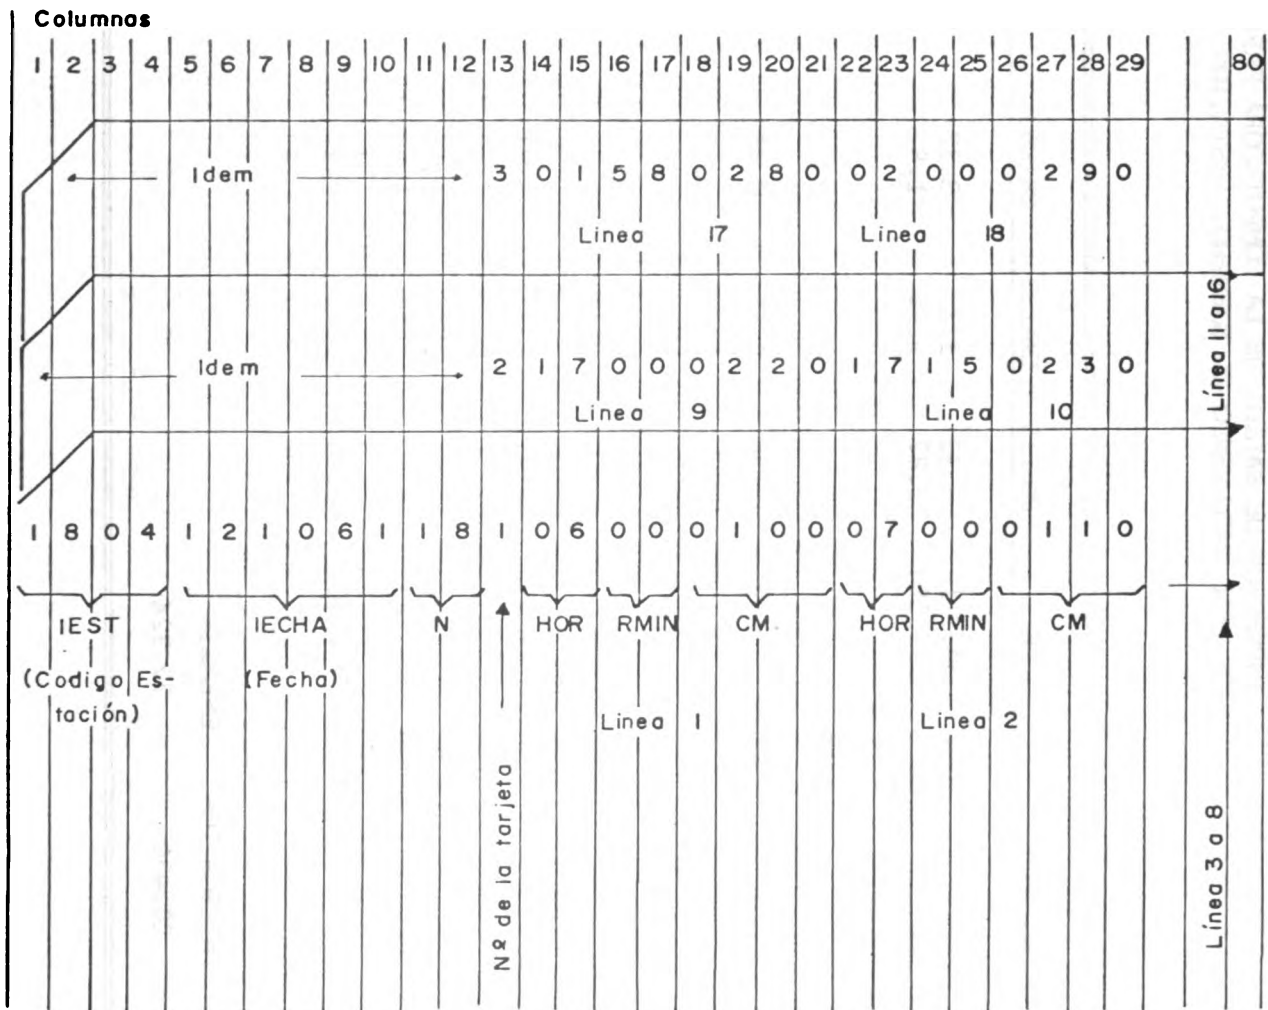 Columnas
1 2 3 4 5 6 7 8 9 10 11 12 13 14 15 16 17 18 19 20 21 22 23 24 25 26 27 28 29 80
Idem 3 0 1 5 8 0 2 8 0 0 2 0 0 0 2 9 0
Linea 17 Linea 18
Línea 11 a 16
Idem 2 1 7 0 0 0 2 2 0 1 7 1 5 0 2 3 0
Linea 9 Linea 10
1 8 0 4 1 2 1 0 6 1 1 8 1 0 6 0 0 0 1 0 0 0 7 0 0 0 1 1 0
IEST IECHA N HOR RMIN CM HOR RMIN CM
(Codigo Es- (Fecha)
tación)
Linea 1 Linea 2
Nº de la tarjeta
Línea 3 a 8